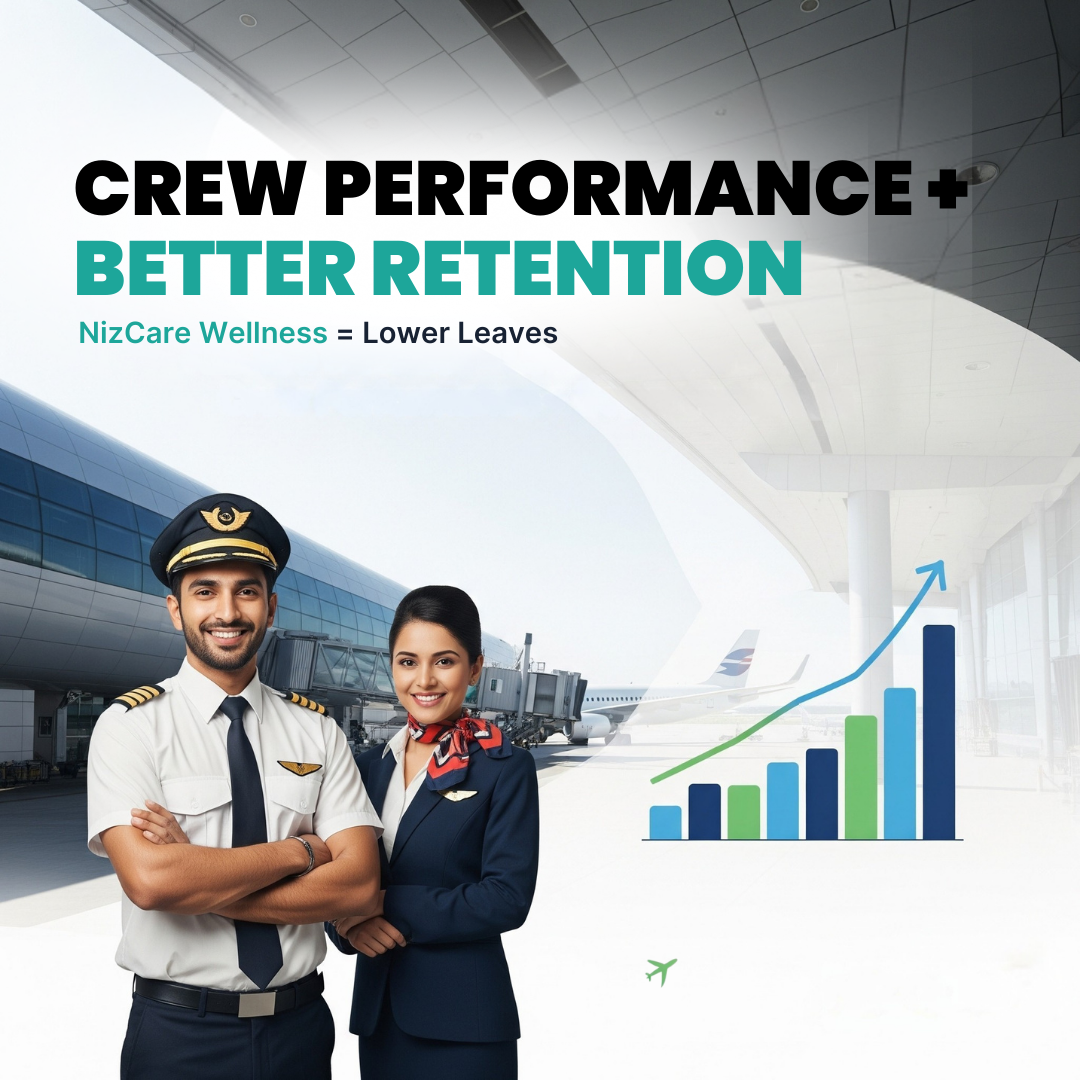 CREW PERFORMANCE +
BETTER RETENTION
NizCare Wellness = Lower Leaves